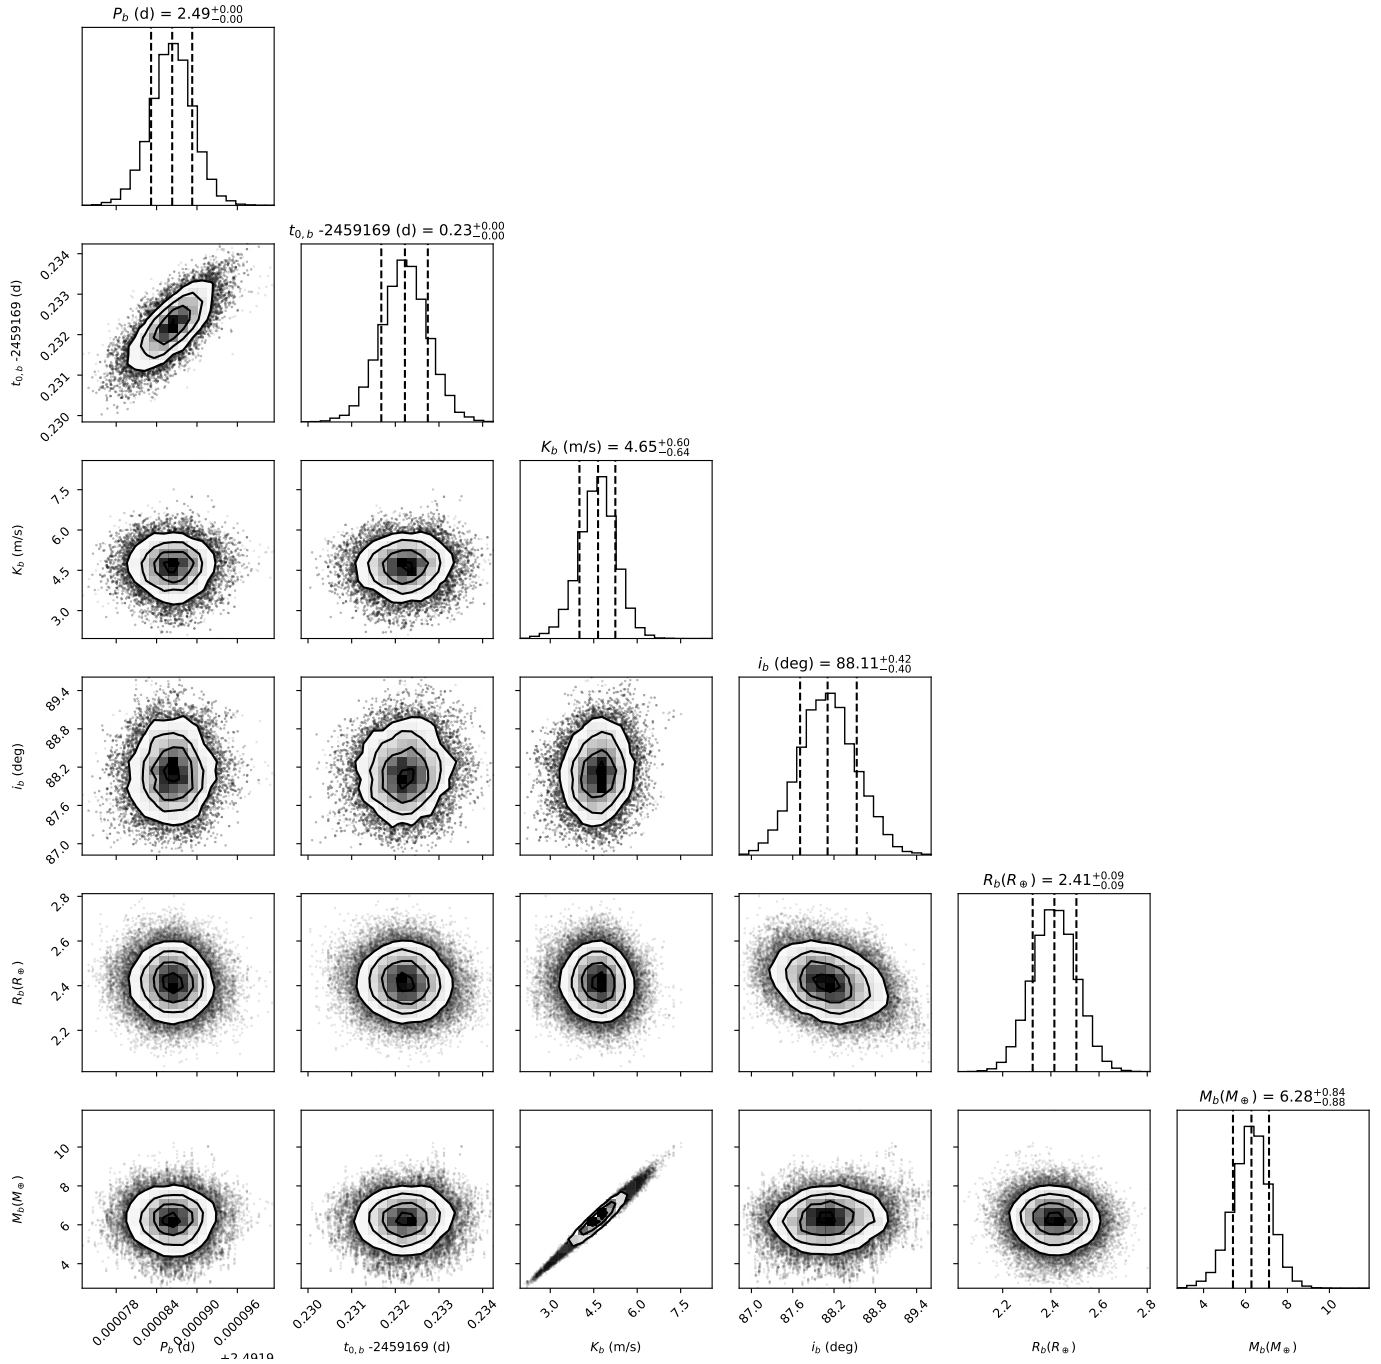 P_b (d) = 2.49^{+0.00}_{-0.00}
t_{0,b} -2459169 (d) = 0.23^{+0.00}_{-0.00}
t_{0,b} -2459169 (d)
0.234
0.233
0.232
0.231
0.230
K_b (m/s) = 4.65^{+0.60}_{-0.64}
K_b (m/s)
7.5
6.0
4.5
3.0
i_b (deg) = 88.11^{+0.42}_{-0.40}
i_b (deg)
89.4
88.8
88.2
87.6
87.0
R_b(R_⊕) = 2.41^{+0.09}_{-0.09}
R_b(R_⊕)
2.8
2.6
2.4
2.2
M_b(M_⊕) = 6.28^{+0.84}_{-0.88}
M_b(M_⊕)
10
8
6
4
0.000078 0.000084 0.000090 0.000096
0.230 0.231 0.232 0.233 0.234
3.0 4.5 6.0 7.5
87.0 87.6 88.2 88.8 89.4
2.2 2.4 2.6 2.8
4 6 8 10
P_b (d)
t_{0,b} -2459169 (d)
K_b (m/s)
i_b (deg)
R_b(R_⊕)
M_b(M_⊕)
+2.4919